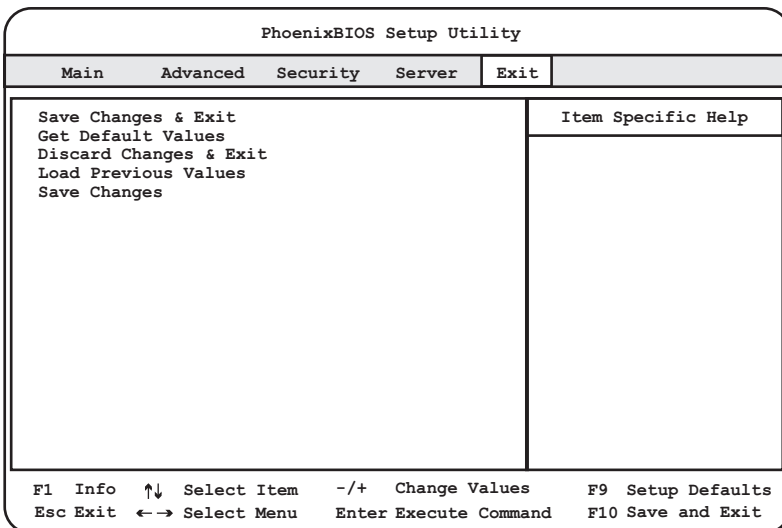 PhoenixBIOS Setup Utility
Main Advanced Security Server Exit
Save Changes & Exit
Get Default Values
Discard Changes & Exit
Load Previous Values
Save Changes
Item Specific Help
F1 Info ↑↓ Select Item -/+ Change Values F9 Setup Defaults
Esc Exit ←→ Select Menu Enter Execute Command F10 Save and Exit